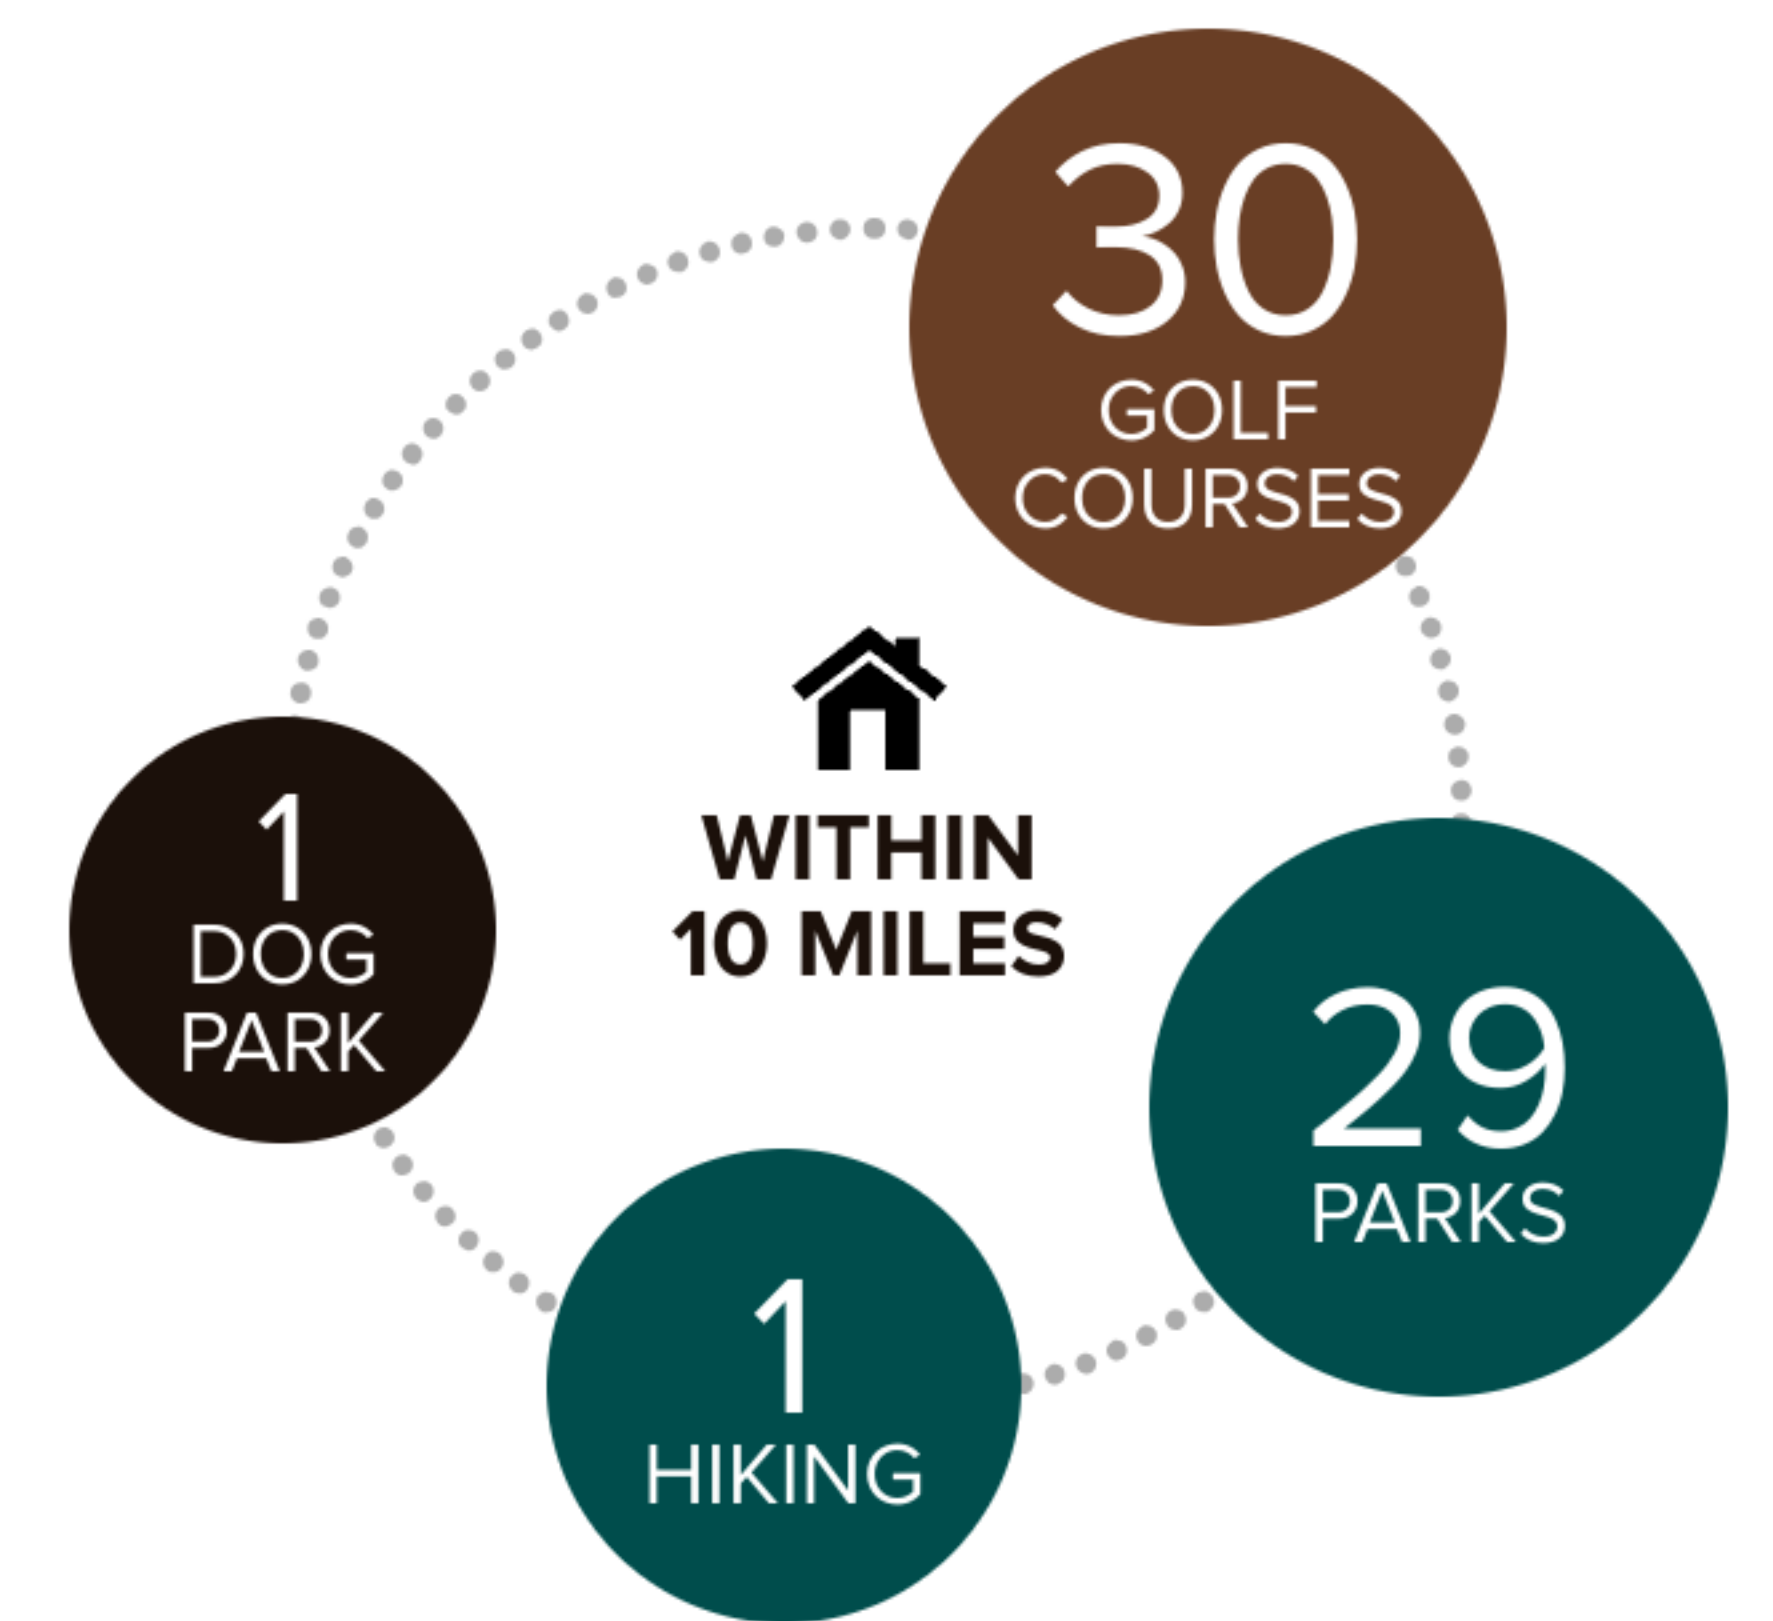 30
GOLF
COURSES
WITHIN
10 MILES
1
DOG
PARK
29
PARKS
1
HIKING